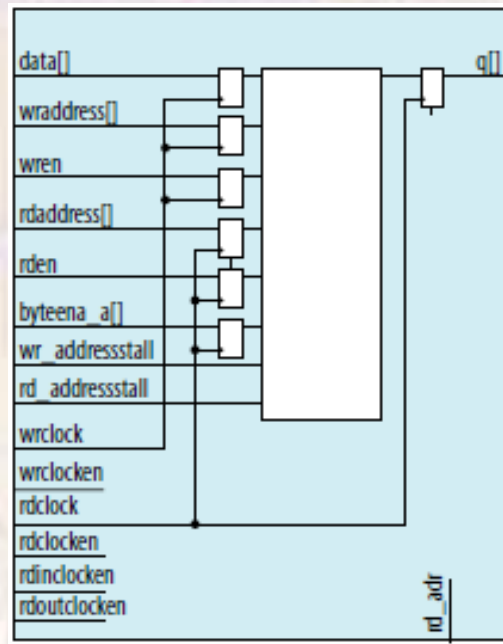 data[]
q[]
wraddress[]
wren
rdaddress[]
rden
byteena_a[]
wr_addressstall
rd_addressstall
wrclock
wrclocken
rdclock
rdclocken
rdinclocken
rdoutclocken
rd_adr